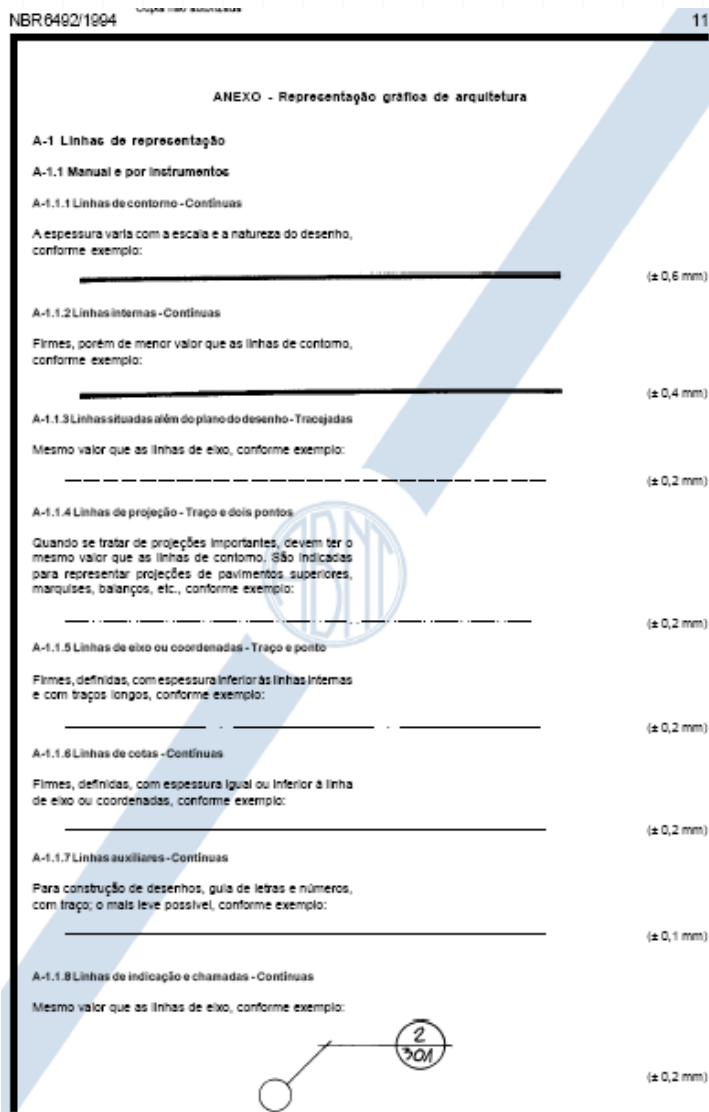 Copia não autorizada
NBR 6492/1994 11
ANEXO - Representação gráfica de arquitetura
A-1 Linhas de representação
A-1.1 Manual e por instrumentos
A-1.1.1 Linhas de contorno - Contínuas
A espessura varia com a escala e a natureza do desenho,
conforme exemplo:
(± 0,6 mm)
A-1.1.2 Linhas internas - Contínuas
Firmes, porém de menor valor que as linhas de contorno,
conforme exemplo:
(± 0,4 mm)
A-1.1.3 Linhas situadas além do plano do desenho - Tracejadas
Mesmo valor que as linhas de eixo, conforme exemplo:
(± 0,2 mm)
A-1.1.4 Linhas de projeção - Traço e dois pontos
Quando se tratar de projeções importantes, devem ter o
mesmo valor que as linhas de contorno. São indicadas
para representar projeções de pavimentos superiores,
marquises, balanços, etc., conforme exemplo:
ABNT
(± 0,2 mm)
A-1.1.5 Linhas de eixo ou coordenadas - Traço e ponto
Firmes, definidas, com espessura inferior às linhas internas
e com traços longos, conforme exemplo:
(± 0,2 mm)
A-1.1.6 Linhas de cotas - Contínuas
Firmes, definidas, com espessura igual ou inferior à linha
de eixo ou coordenadas, conforme exemplo:
(± 0,2 mm)
A-1.1.7 Linhas auxiliares - Contínuas
Para construção de desenhos, guia de letras e números,
com traço; o mais leve possível, conforme exemplo:
(± 0,1 mm)
A-1.1.8 Linhas de indicação e chamadas - Contínuas
Mesmo valor que as linhas de eixo, conforme exemplo:
2
301
(± 0,2 mm)